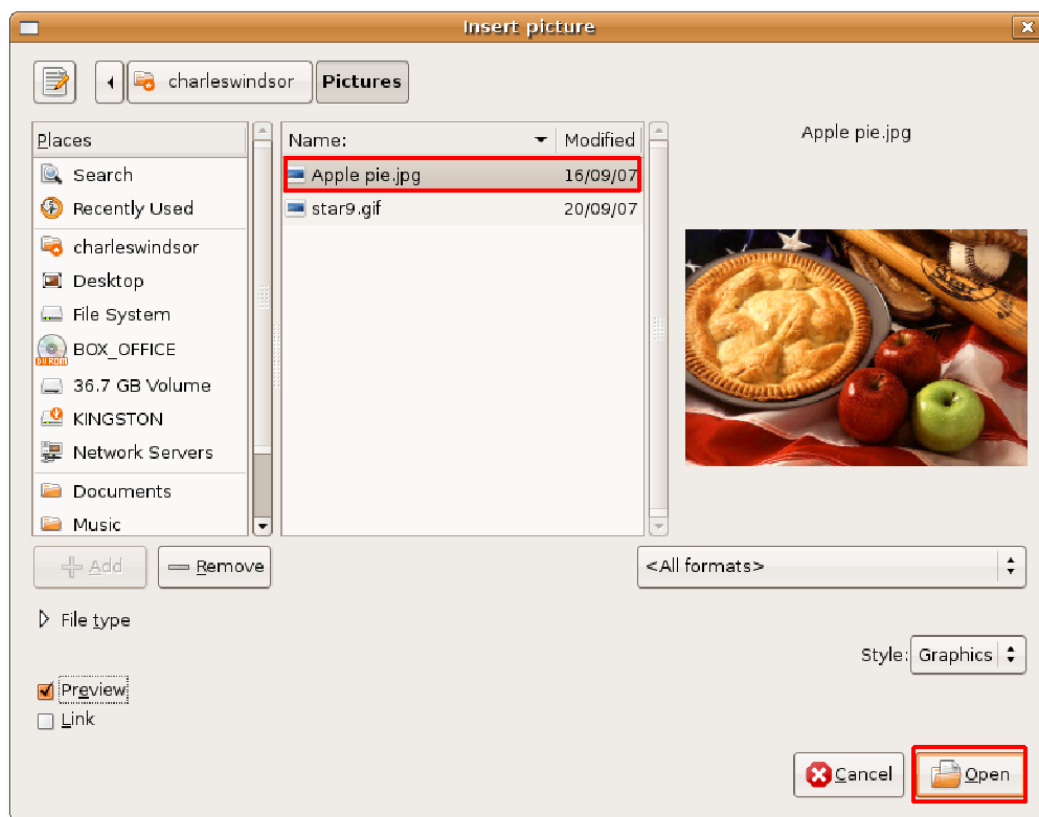 Insert picture
charleswindsor
Pictures
Places
Search
Recently Used
charleswindsor
Desktop
File System
BOX_OFFICE
36.7 GB Volume
KINGSTON
Network Servers
Documents
Music
Name: Modified
Apple pie.jpg 16/09/07
star9.gif 20/09/07
Apple pie.jpg
Add
Remove
<All formats>
File type
Style: Graphics
Preview
Link
Cancel
Open